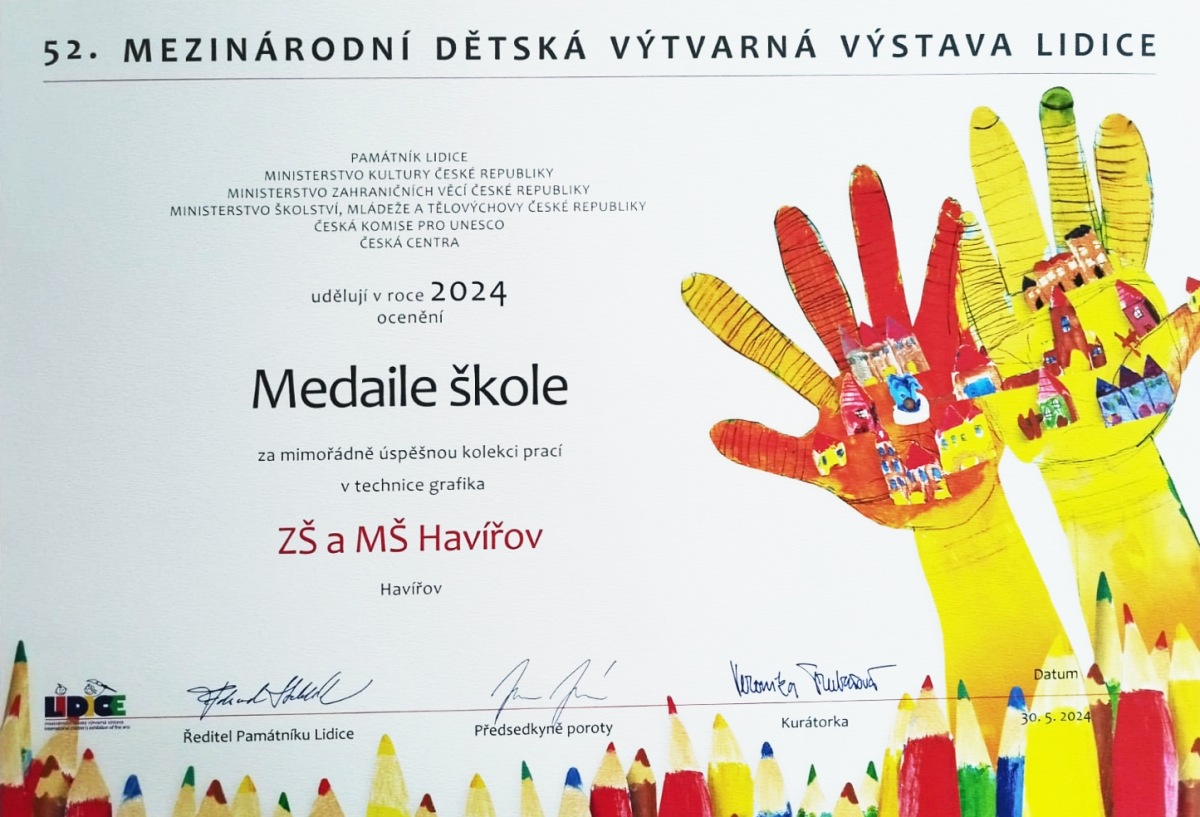 52. MEZINÁRODNÍ DĚTSKÁ VÝTVARNÁ VÝSTAVA LIDICE
PAMÁTNÍK LIDICE
MINISTERSTVO KULTURY ČESKÉ REPUBLIKY
MINISTERSTVO ZAHRANIČNÍCH VĚCÍ ČESKÉ REPUBLIKY
MINISTERSTVO ŠKOLSTVÍ, MLÁDEŽE A TĚLOVÝCHOVY ČESKÉ REPUBLIKY
ČESKÁ KOMISE PRO UNESCO
ČESKÁ CENTRA
udělují v roce 2024
ocenění
Medaile škole
za mimořádně úspěšnou kolekci prací
v technice grafika
ZŠ a MŠ Havířov
Havířov
LIDICE
Ředitel Památníku Lidice
Předsedkyně poroty
Veronika
Kurátorka
Datum
30. 5. 2024